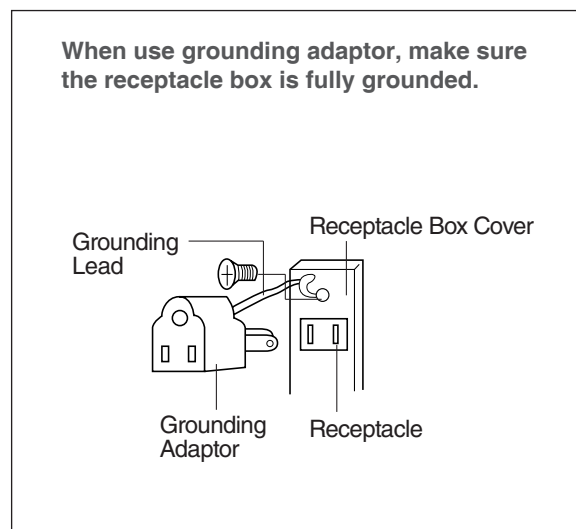 When use grounding adaptor, make sure
the receptacle box is fully grounded.
Grounding
Lead
Receptacle Box Cover
Grounding
Adaptor
Receptacle